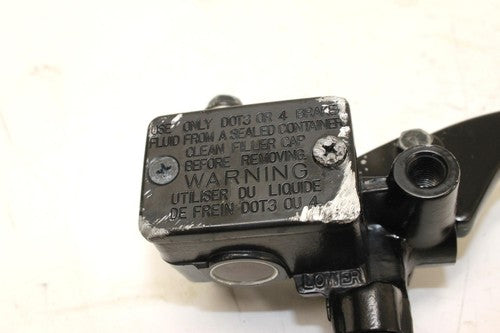 USE ONLY DOT3 OR 4 BRAKE
FLUID FROM A SEALED CONTAINER
CLEAN FILLER CAP
BEFORE REMOVING.
WARNING
UTILISER DU LIQUIDE
DE FREIN DOT3 OU 4.
LOWER